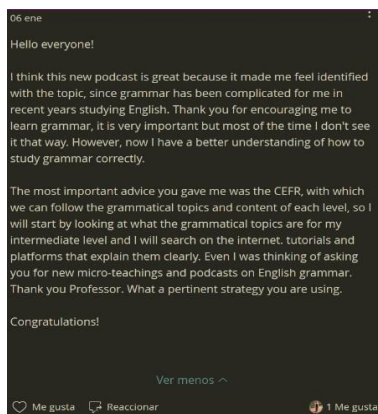 06 ene
Hello everyone!
I think this new podcast is great because it made me feel identified
with the topic, since grammar has been complicated for me in
recent years studying English. Thank you for encouraging me to
learn grammar, it is very important but most of the time I don't see
it that way. However, now I have a better understanding of how to
study grammar correctly.
The most important advice you gave me was the CEFR, with which
we can follow the grammatical topics and content of each level, so I
will start by looking at what the grammatical topics are for my
intermediate level and I will search on the internet. tutorials and
platforms that explain them clearly. Even I was thinking of asking
you for new micro-teachings and podcasts on English grammar.
Thank you Professor. What a pertinent strategy you are using.
Congratulations!
Ver menos
Me gusta Reaccionar 1 Me gusta